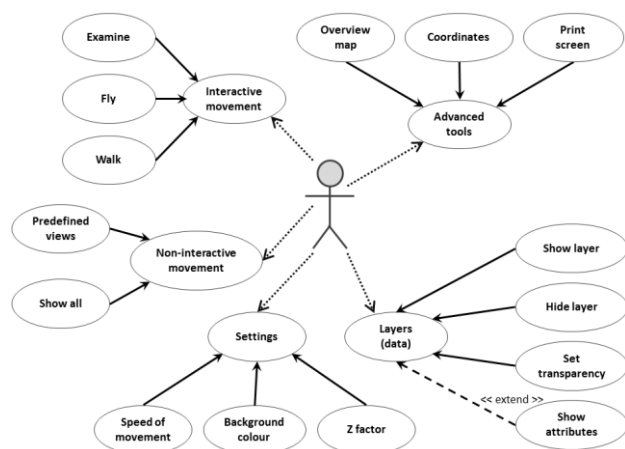 Examine
Fly
Walk
Interactive
movement
Overview
map
Coordinates
Print
screen
Advanced
tools
Predefined
views
Show all
Non-interactive
movement
Settings
Speed of
movement
Background
colour
Z factor
Layers
(data)
Show layer
Hide layer
Set
transparency
<< extend >>
Show
attributes